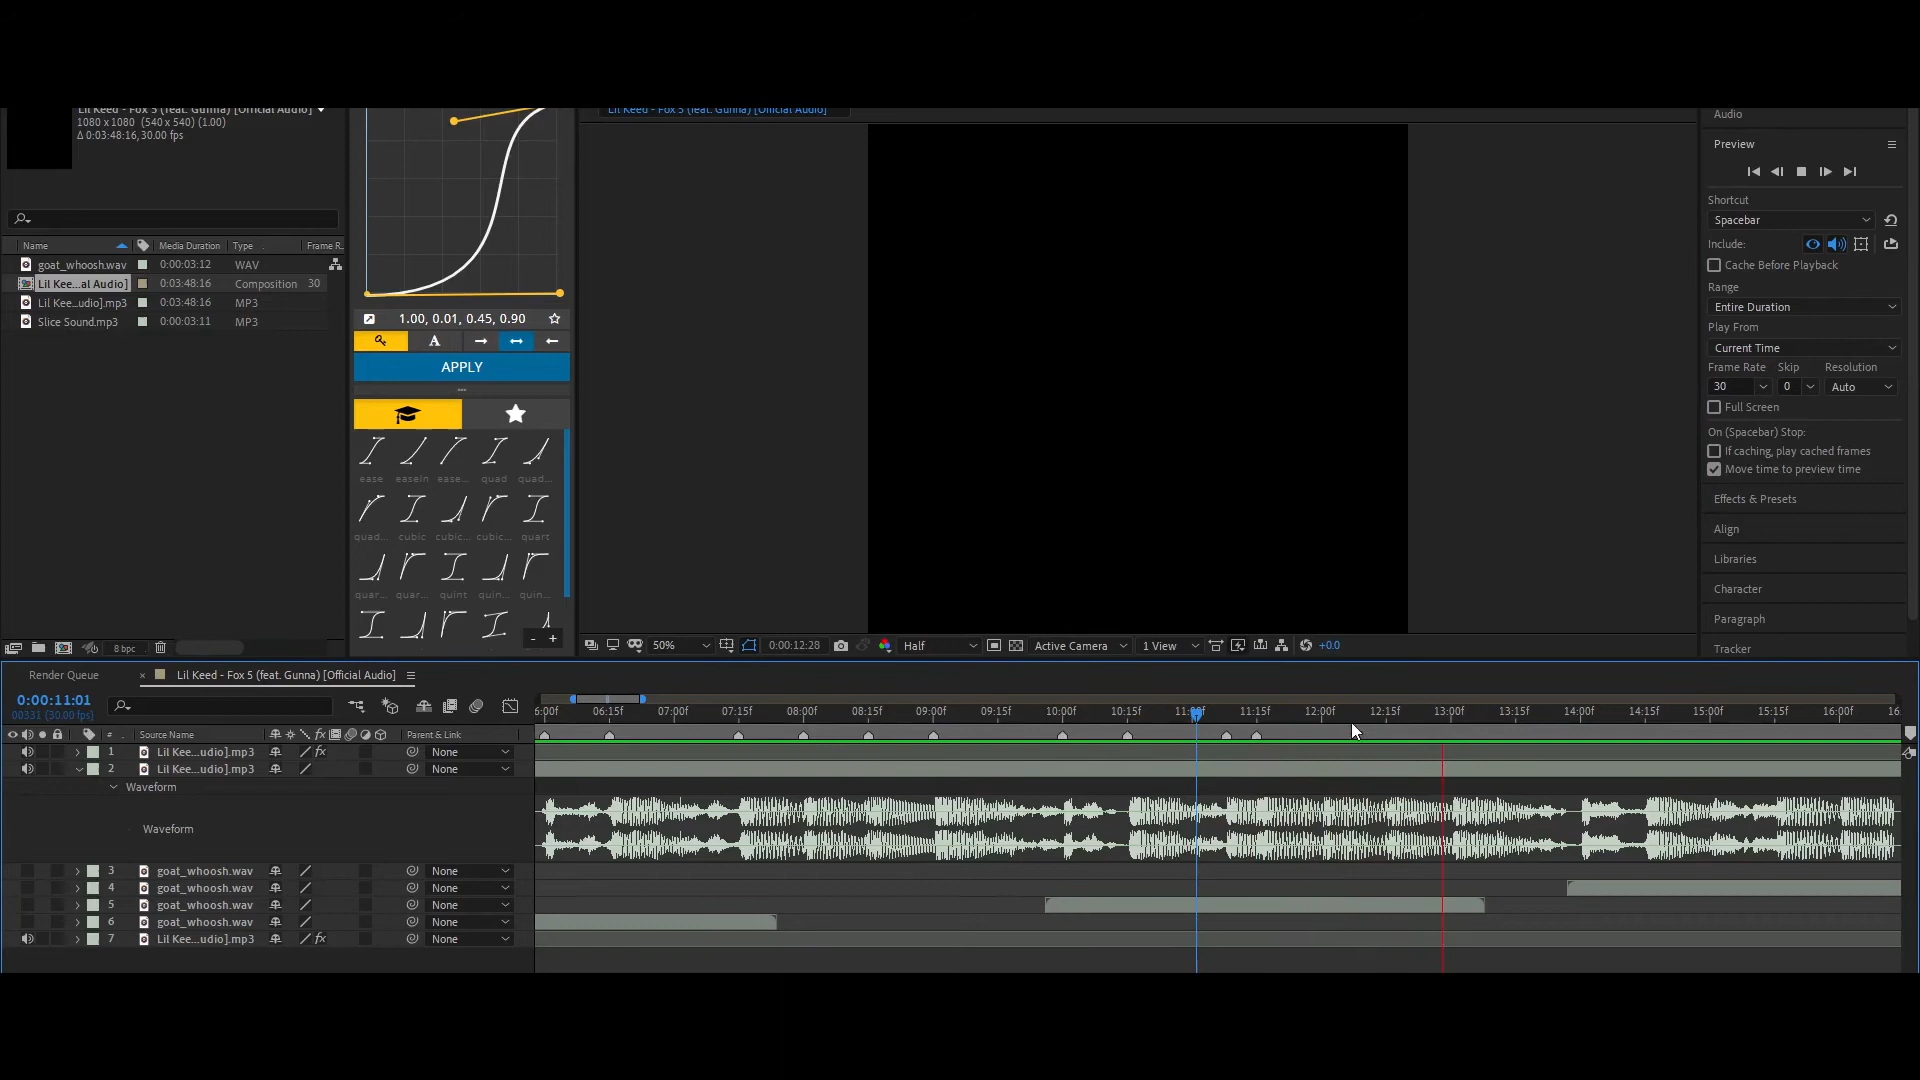 Lil Keed - Fox 5 (feat. Gunna) [Official Audio]
1080 x 1080 (540 x 540) (1.00)
Δ 0:03:48:16, 30.00 fps
Name
Media Duration
Type
Frame R..
goat_whoosh.wav
0:00:03:12
WAV
Lil Kee...al Audio]
0:03:48:16
Composition
30
Lil Kee...udio].mp3
0:03:48:16
MP3
Slice Sound.mp3
0:00:03:11
MP3
8 bpc
1.00, 0.01, 0.45, 0.90
A
APPLY
ease
easein
ease...
quad
quad...
quad...
cubic
cubic...
cubic...
quart
quar...
quar...
quint
quin...
quin...
- +
Lil Keed - Fox 5 (feat. Gunna) [Official Audio]
50%
0:00:12:28
Half
Active Camera
1 View
+0.0
Audio
Preview
Shortcut
Spacebar
Include:
Cache Before Playback
Range
Entire Duration
Play From
Current Time
Frame Rate
Skip
Resolution
30
0
Auto
Full Screen
On (Spacebar) Stop:
If caching, play cached frames
Move time to preview time
Effects & Presets
Align
Libraries
Character
Paragraph
Tracker
Render Queue
× Lil Keed - Fox 5 (feat. Gunna) [Official Audio]
0:00:11:01
00331 (30.00 fps)
6:00f
06:15f
07:00f
07:15f
08:00f
08:15f
09:00f
09:15f
10:00f
10:15f
11:00f
11:15f
12:00f
12:15f
13:00f
13:15f
14:00f
14:15f
15:00f
15:15f
16:00f
16:
#
Source Name
fx
Parent & Link
1
Lil Kee...udio].mp3
fx
None
2
Lil Kee...udio].mp3
None
Waveform
Waveform
3
goat_whoosh.wav
None
4
goat_whoosh.wav
None
5
goat_whoosh.wav
None
6
goat_whoosh.wav
None
7
Lil Kee...udio].mp3
fx
None